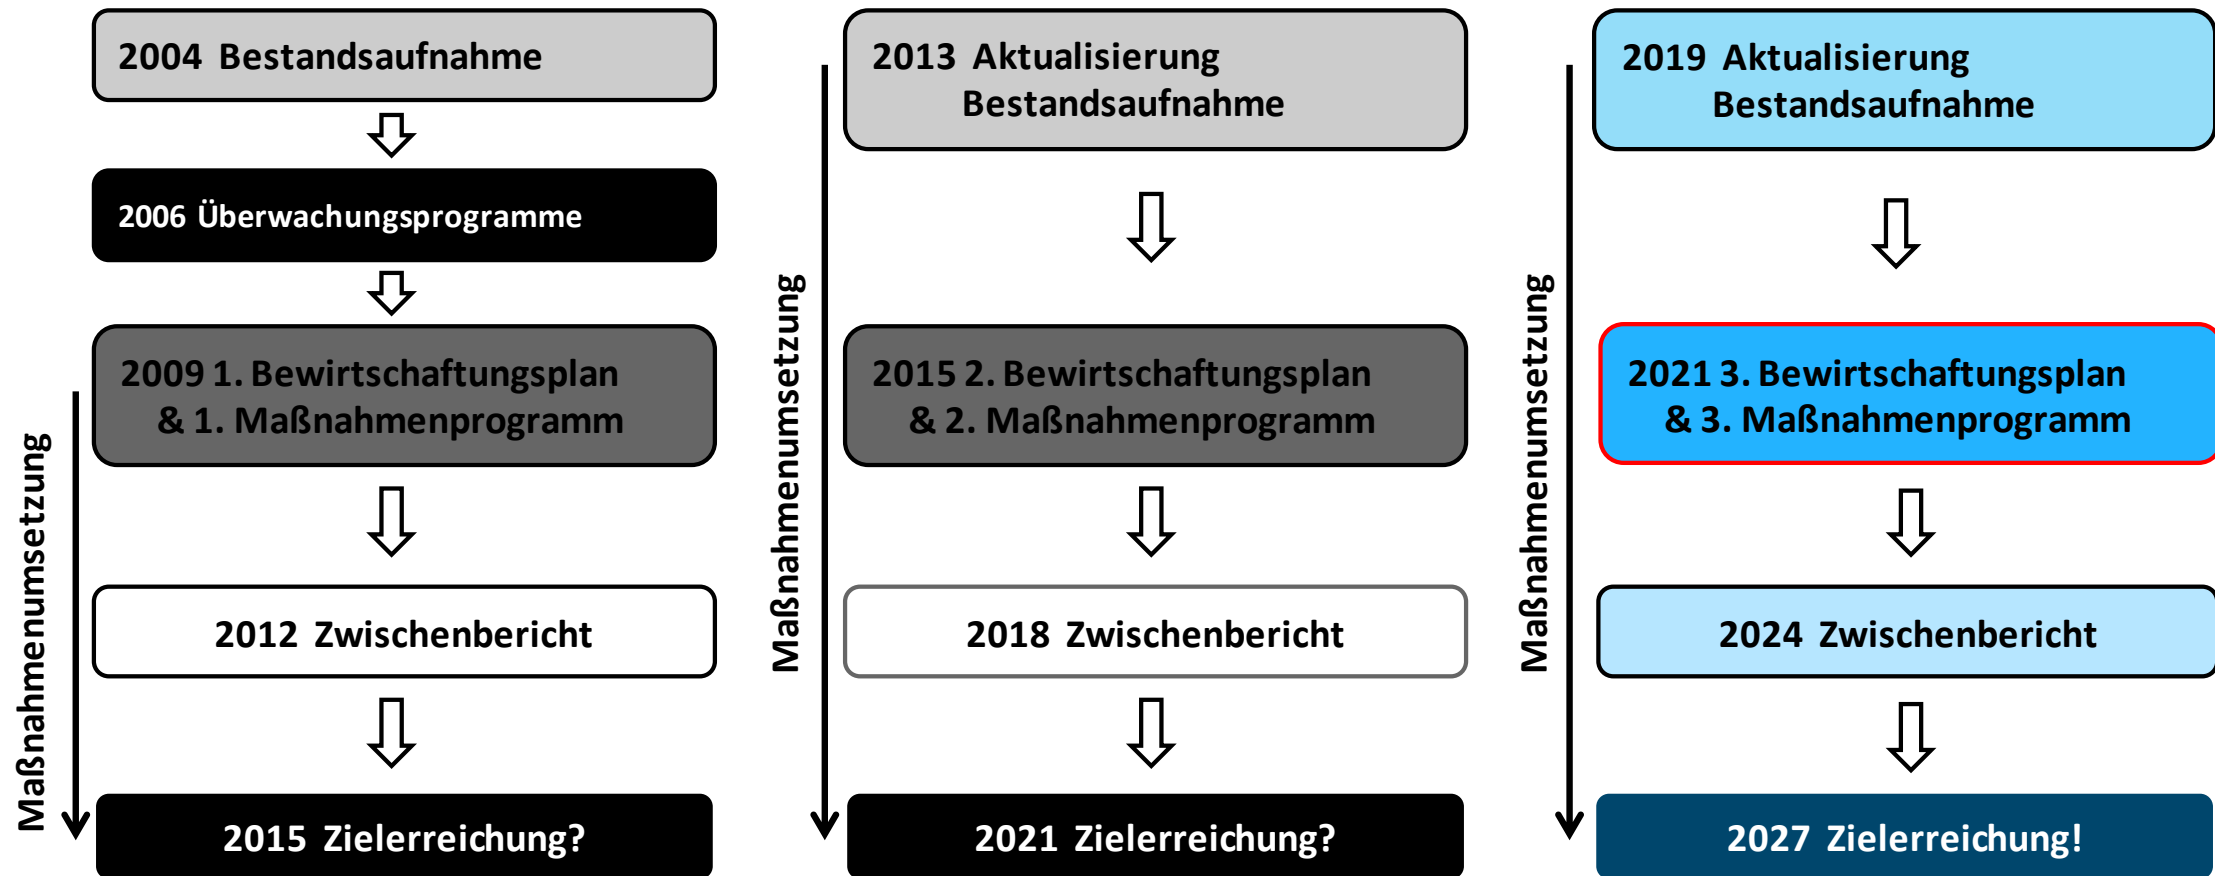 2004 Bestandsaufnahme
2006 Überwachungsprogramme
2009 1. Bewirtschaftungsplan
& 1. Maßnahmenprogramm
2012 Zwischenbericht
2015 Zielerreichung?
Maßnahmenumsetzung
2013 Aktualisierung
Bestandsaufnahme
2015 2. Bewirtschaftungsplan
& 2. Maßnahmenprogramm
2018 Zwischenbericht
2021 Zielerreichung?
Maßnahmenumsetzung
2019 Aktualisierung
Bestandsaufnahme
2021 3. Bewirtschaftungsplan
& 3. Maßnahmenprogramm
2024 Zwischenbericht
2027 Zielerreichung!
Maßnahmenumsetzung